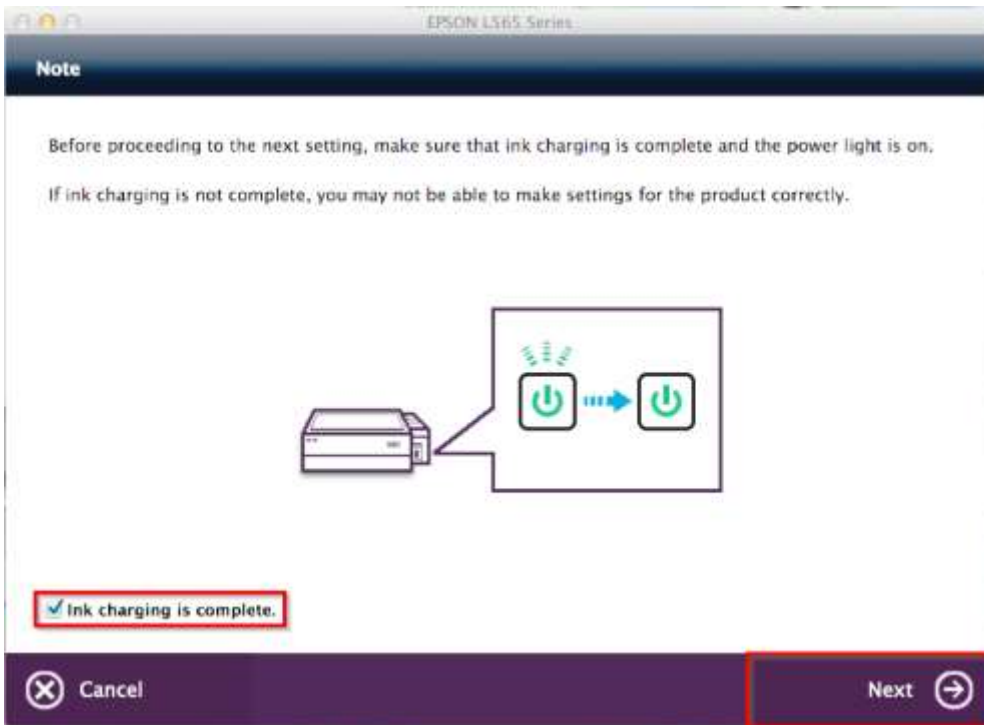 EPSON L565 Series
Note
Before proceeding to the next setting, make sure that ink charging is complete and the power light is on.
If ink charging is not complete, you may not be able to make settings for the product correctly.
Ink charging is complete.
Cancel
Next